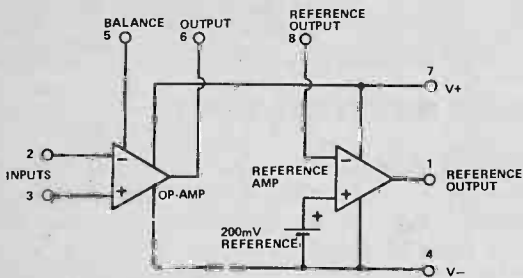 BALANCE
5
OUTPUT
6
REFERENCE
OUTPUT
8
7
V+
2
INPUTS
3
−
+
OP-AMP
REFERENCE
AMP
−
+
1
REFERENCE
OUTPUT
+
200mV
REFERENCE
4
V−